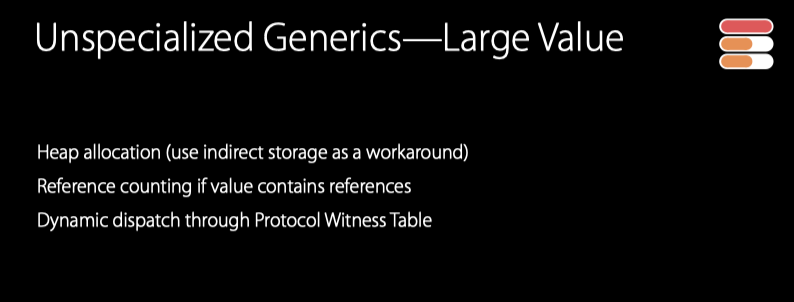 Unspecialized Generics—Large Value
Heap allocation (use indirect storage as a workaround)
Reference counting if value contains references
Dynamic dispatch through Protocol Witness Table